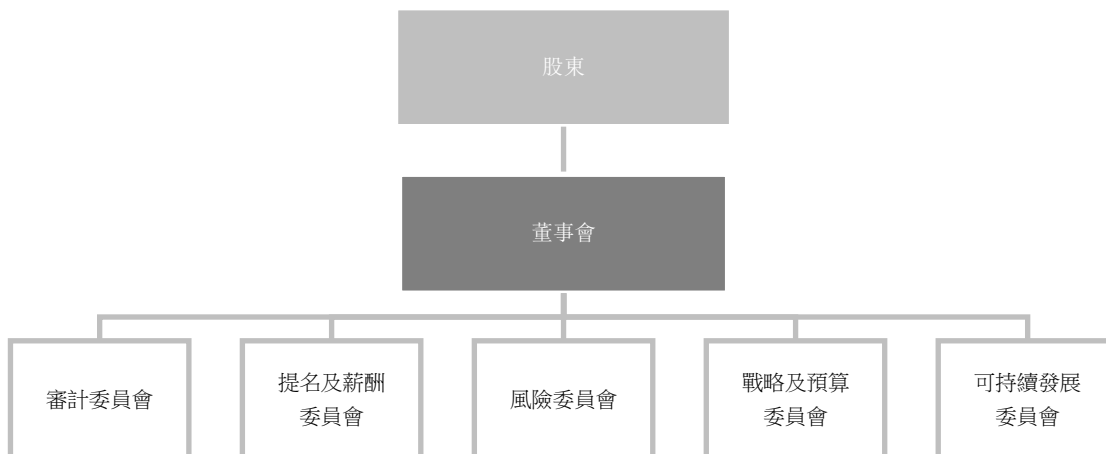 股東
董事會
審計委員會
提名及薪酬
委員會
風險委員會
戰略及預算
委員會
可持續發展
委員會